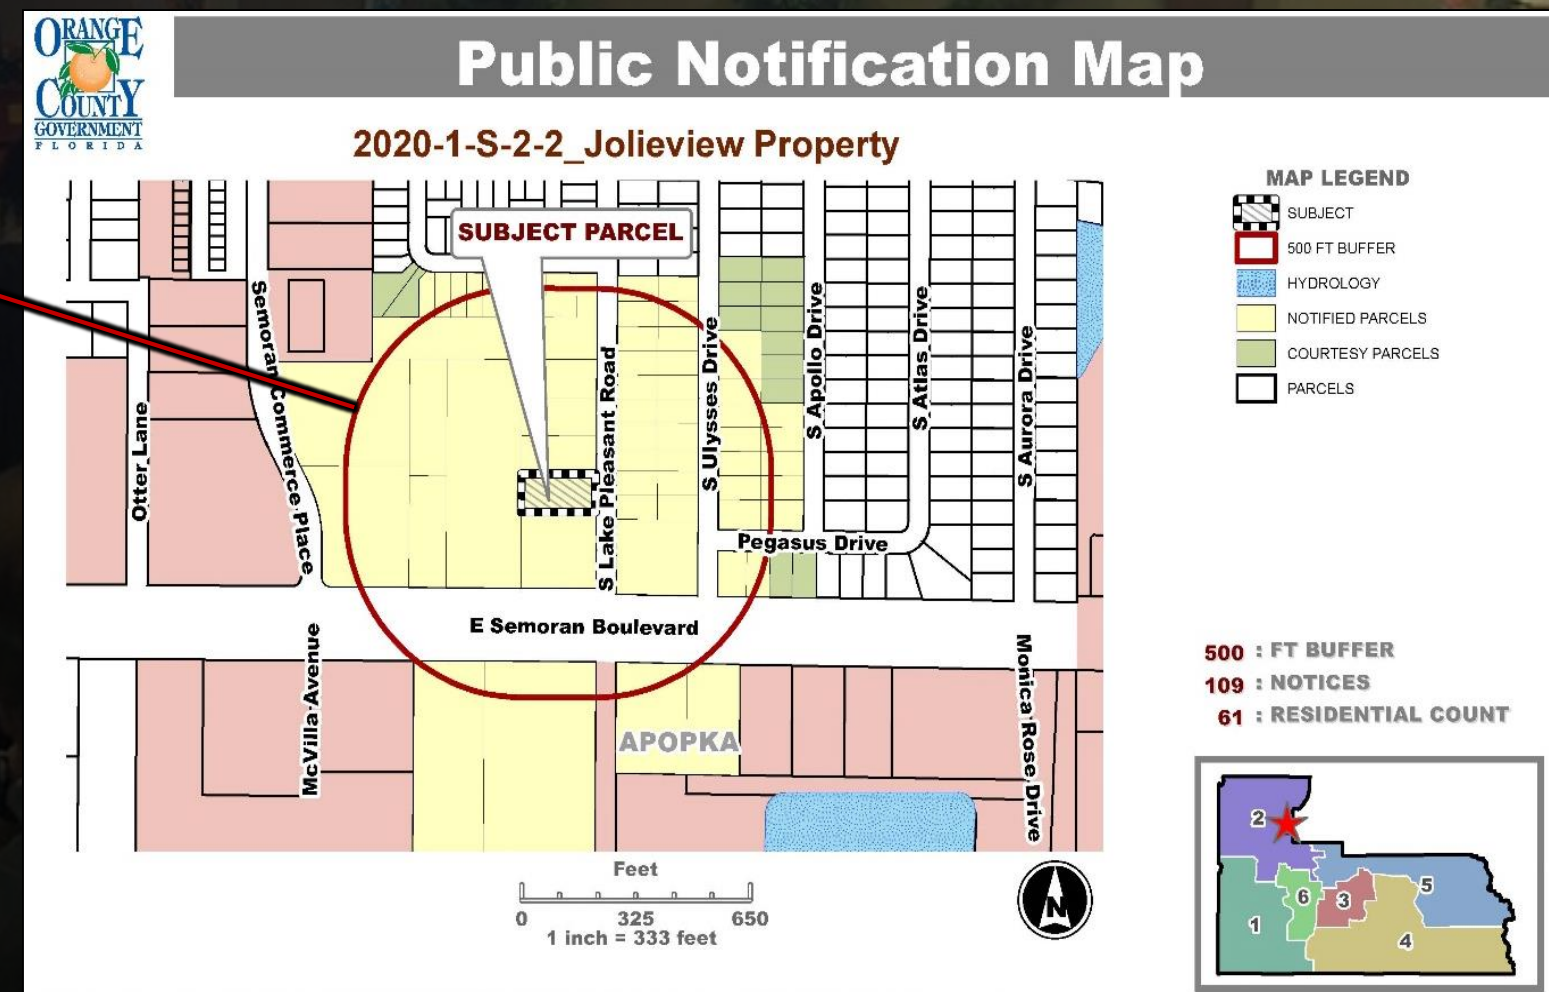 ORANGE
COUNTY
GOVERNMENT
FLORIDA
Public Notification Map
2020-1-S-2-2_Jolieview Property
SUBJECT PARCEL
Otter Lane
Semoran Commerce Place
S Lake Pleasant Road
S Ulysses Drive
S Apollo Drive
S Atlas Drive
S Aurora Drive
Pegasus Drive
E Semoran Boulevard
McVilla Avenue
Monica Rose Drive
APOPKA
Feet
0 325 650
1 inch = 333 feet
N
MAP LEGEND
SUBJECT
500 FT BUFFER
HYDROLOGY
NOTIFIED PARCELS
COURTESY PARCELS
PARCELS
500 : FT BUFFER
109 : NOTICES
61 : RESIDENTIAL COUNT
2
5
6
3
1
4